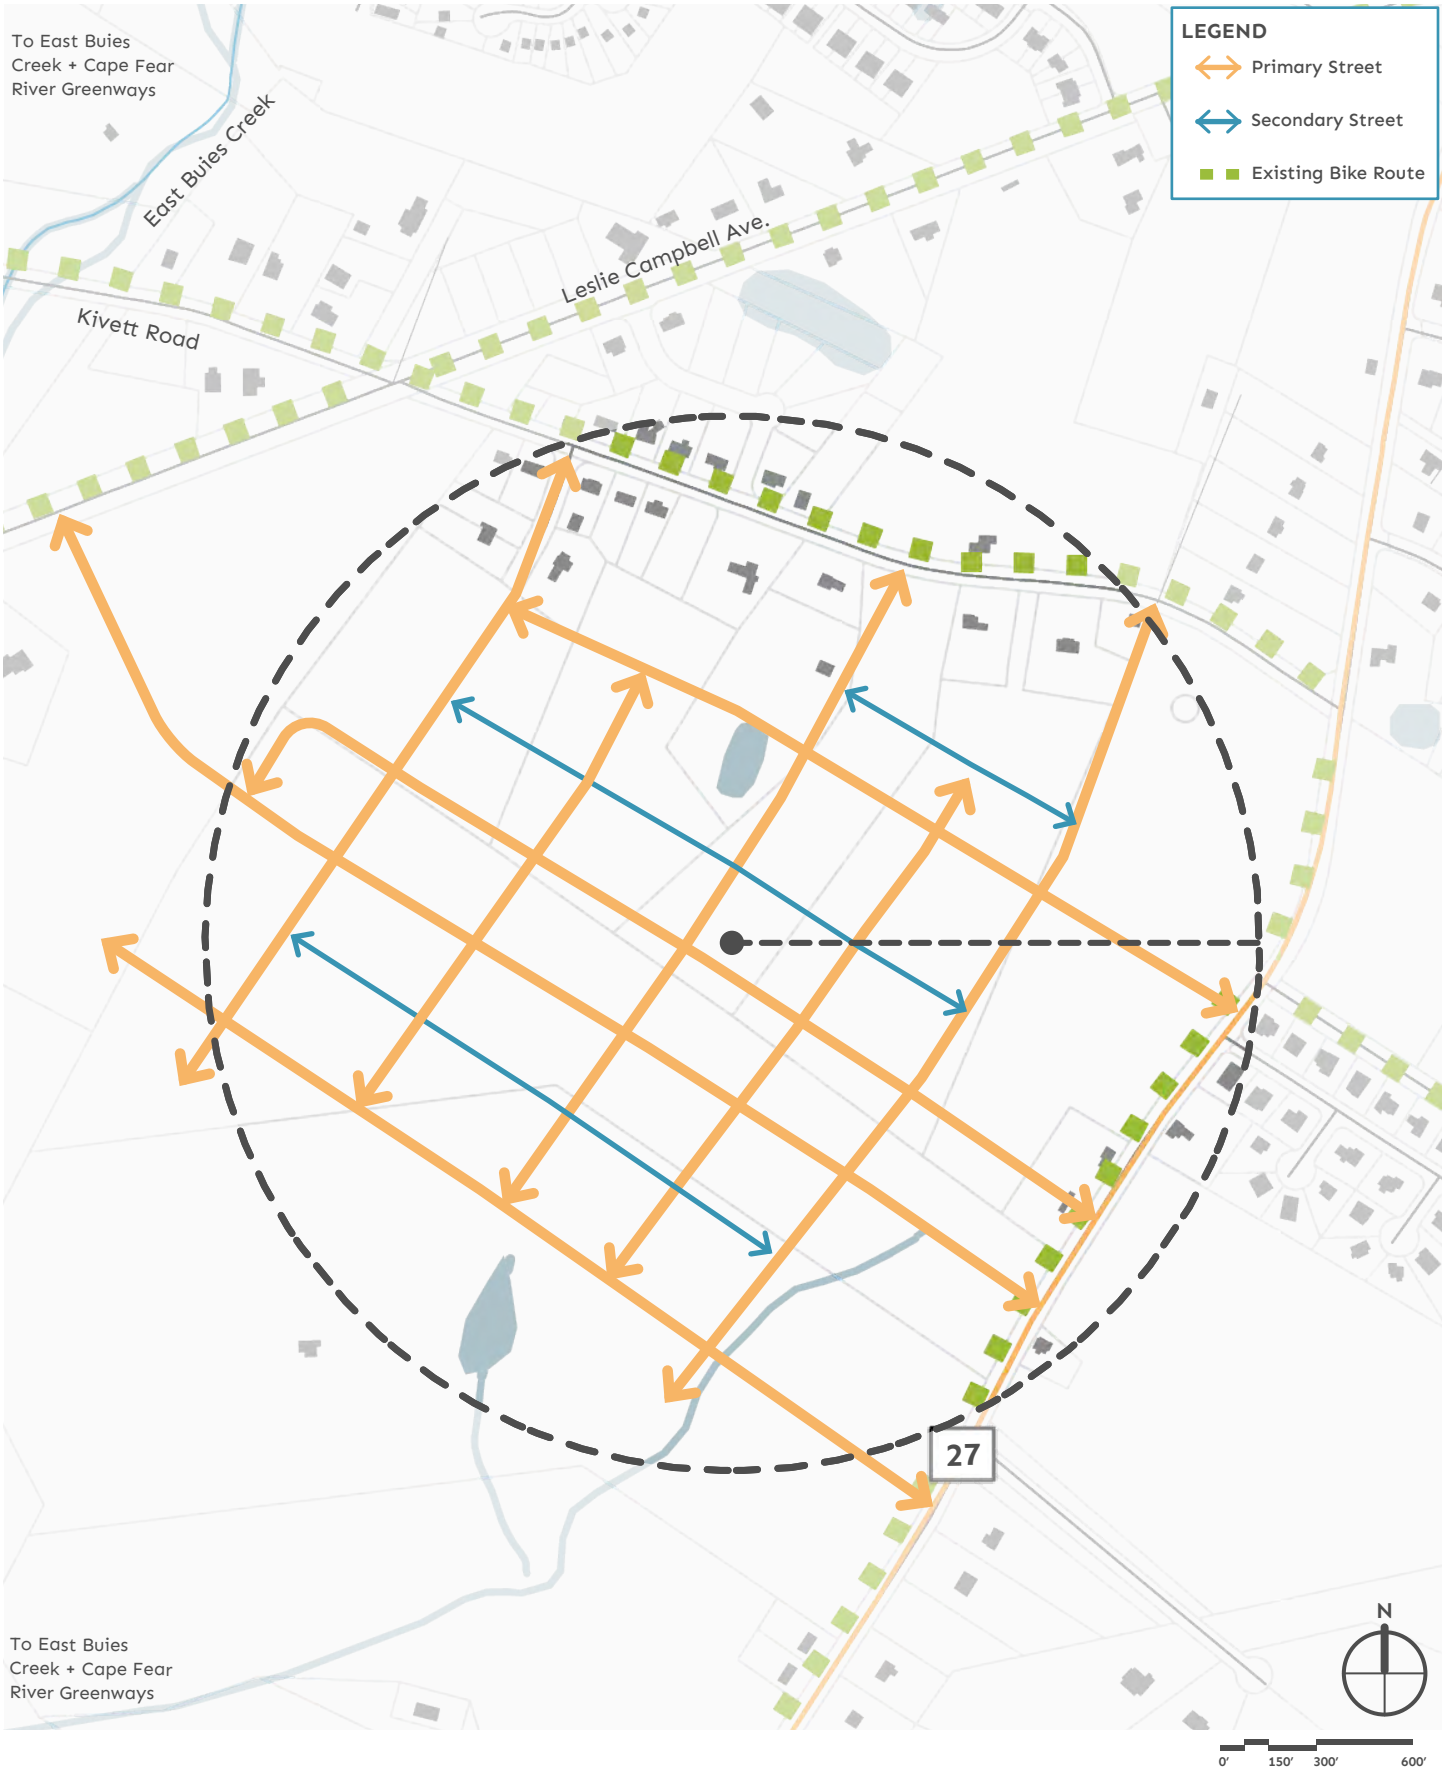 To East Buies
Creek + Cape Fear
River Greenways
LEGEND
Primary Street
Secondary Street
Existing Bike Route
East Buies Creek
Leslie Campbell Ave.
Kivett Road
27
To East Buies
Creek + Cape Fear
River Greenways
N
0' 150' 300' 600'